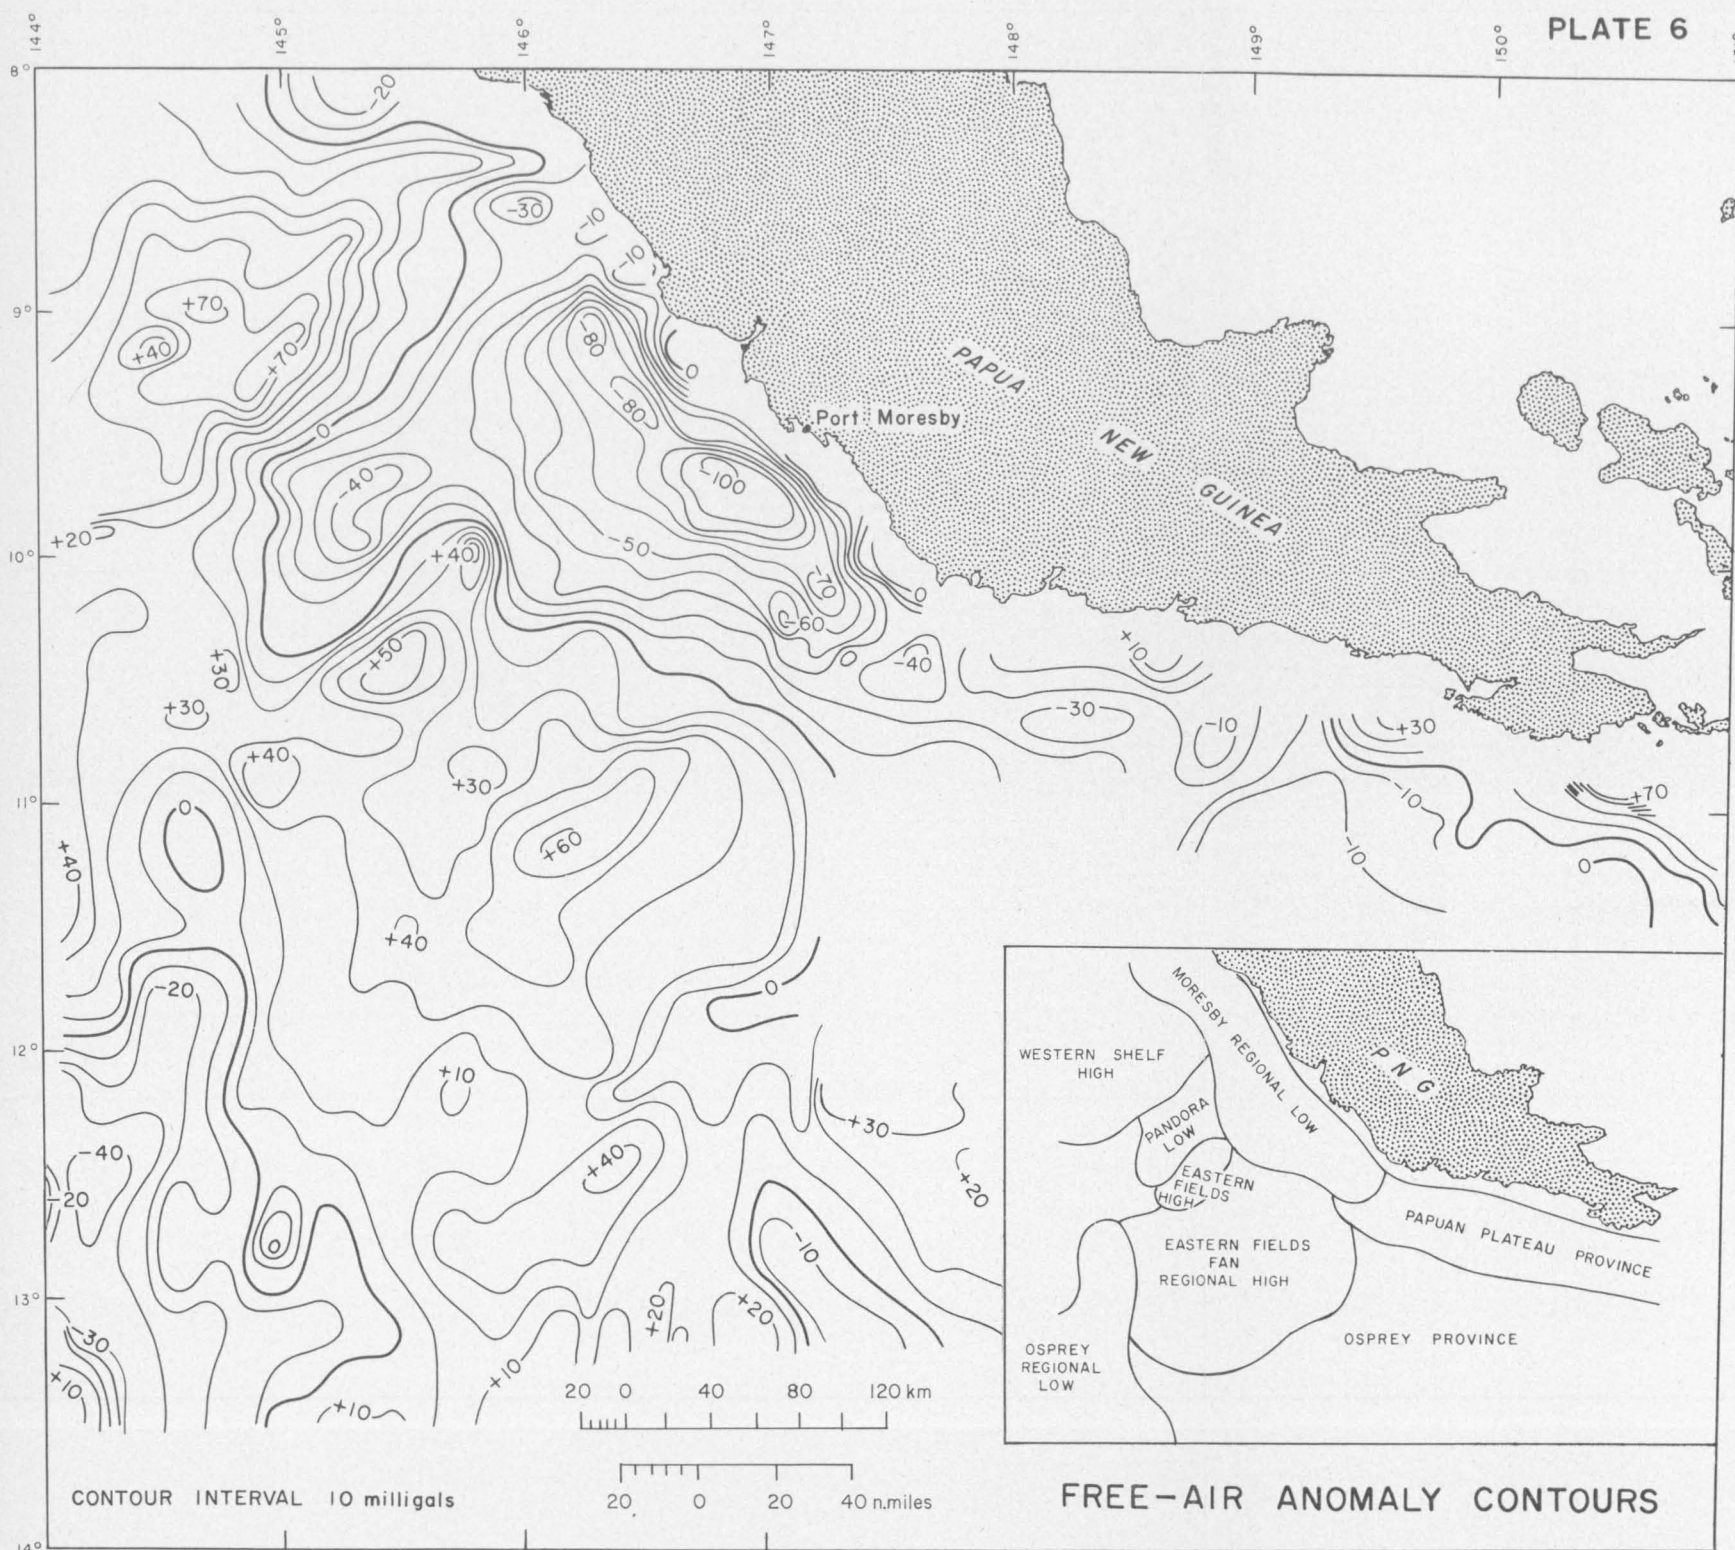 PLATE 6
144°
145°
146°
147°
148°
149°
150°
8°
9°
10°
11°
12°
13°
14°
-20
-30
-10
-10
+70
+40
+70
-80
-80
0
0
-100
-40
+20
+40
-50
-70
-60
0
0
-40
+50
+30
+30
+40
+30
+10
-30
-10
+30
-10
+70
-10
0
0
+60
+40
+40
0
-20
+10
+30
-40
-20
+40
+20
0
-10
+20
+20
-30
+10
+10
+10
Port Moresby
PAPUA
NEW
GUINEA
WESTERN SHELF
HIGH
MORESBY REGIONAL LOW
PANDORA
LOW
EASTERN
FIELDS
HIGH
EASTERN FIELDS
FAN
REGIONAL HIGH
PNG
PAPUAN PLATEAU PROVINCE
OSPREY PROVINCE
OSPREY
REGIONAL
LOW
20 0 40 80 120 km
20 0 20 40 n.miles
CONTOUR INTERVAL 10 milligals
FREE-AIR ANOMALY CONTOURS